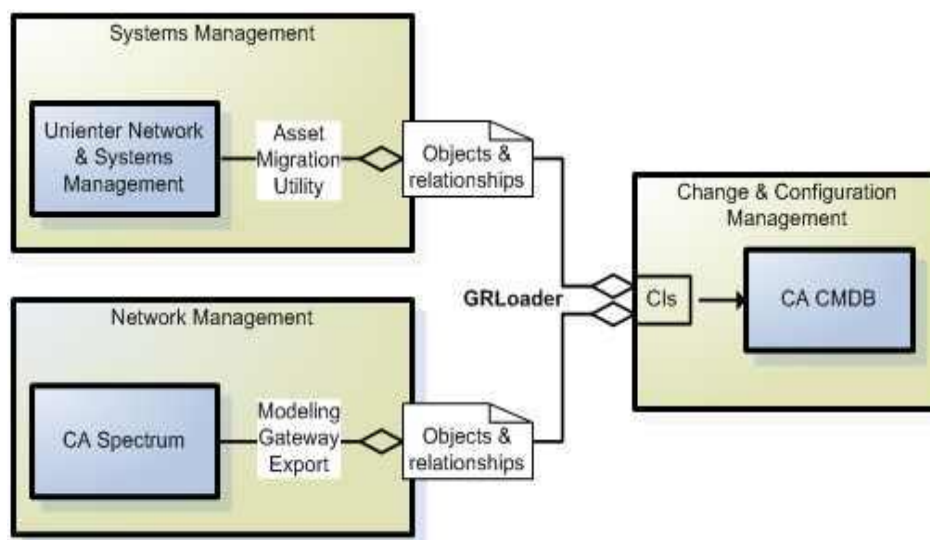 Systems Management
Unienter Network
& Systems
Management
Asset
Migration
Utility
Objects &
relationships
Change & Configuration
Management
GRLoader
CIs
CA CMDB
Network Management
CA Spectrum
Modeling
Gateway
Export
Objects &
relationships